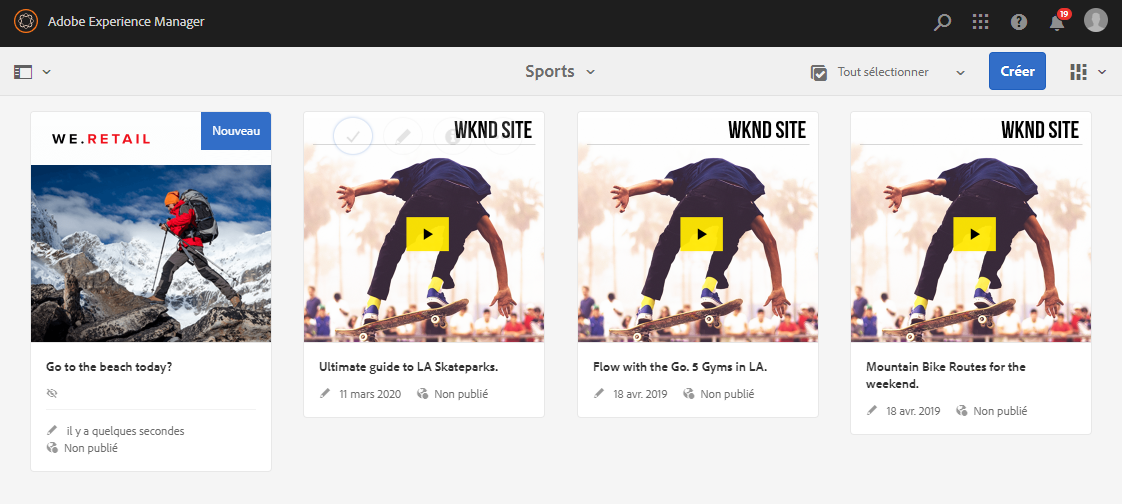 Adobe Experience Manager
19
Sports
Tout sélectionner
Créer
WE.RETAIL
Nouveau
Go to the beach today?
il y a quelques secondes
Non publié
WKND SITE
Ultimate guide to LA Skateparks.
11 mars 2020 Non publié
WKND SITE
Flow with the Go. 5 Gyms in LA.
18 avr. 2019 Non publié
WKND SITE
Mountain Bike Routes for the
weekend.
18 avr. 2019 Non publié